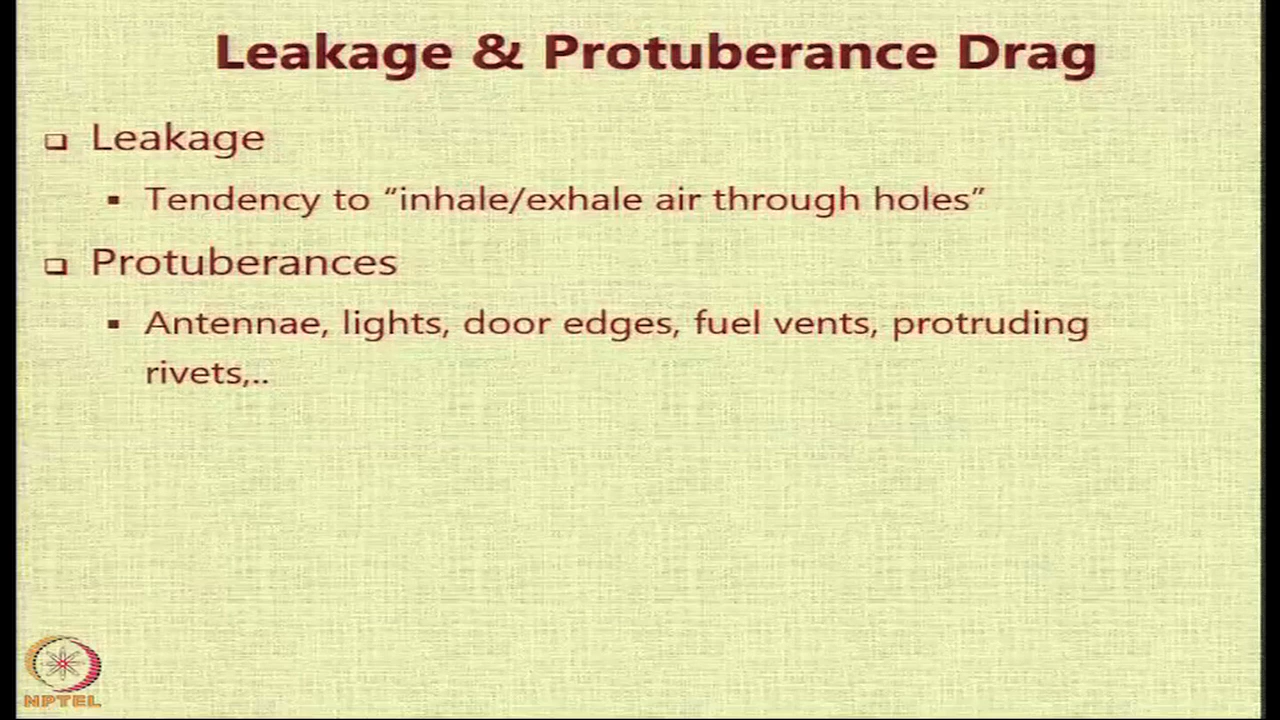 Leakage & Protuberance Drag
Leakage
Tendency to “inhale/exhale air through holes”
Protuberances
Antennae, lights, door edges, fuel vents, protruding
rivets,..
NPTEL